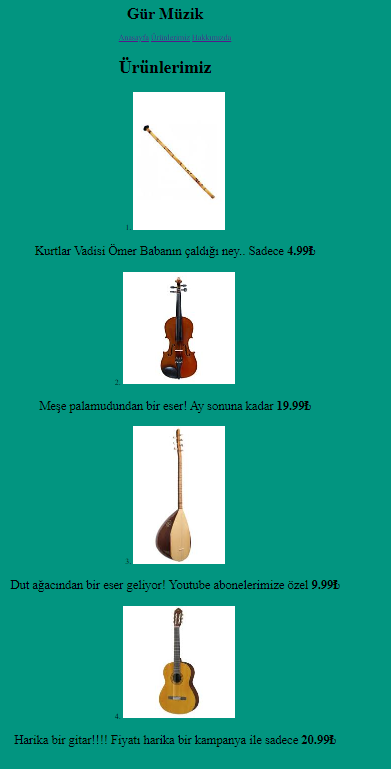 Gür Müzik
Anasayfa Ürünlerimiz Hakkımızda
Ürünlerimiz
1.
Kurtlar Vadisi Ömer Babanın çaldığı ney.. Sadece 4.99₺
2.
Meşe palamudundan bir eser! Ay sonuna kadar 19.99₺
3.
Dut ağacından bir eser geliyor! Youtube abonelerimize özel 9.99₺
4.
Harika bir gitar!!!! Fiyatı harika bir kampanya ile sadece 20.99₺